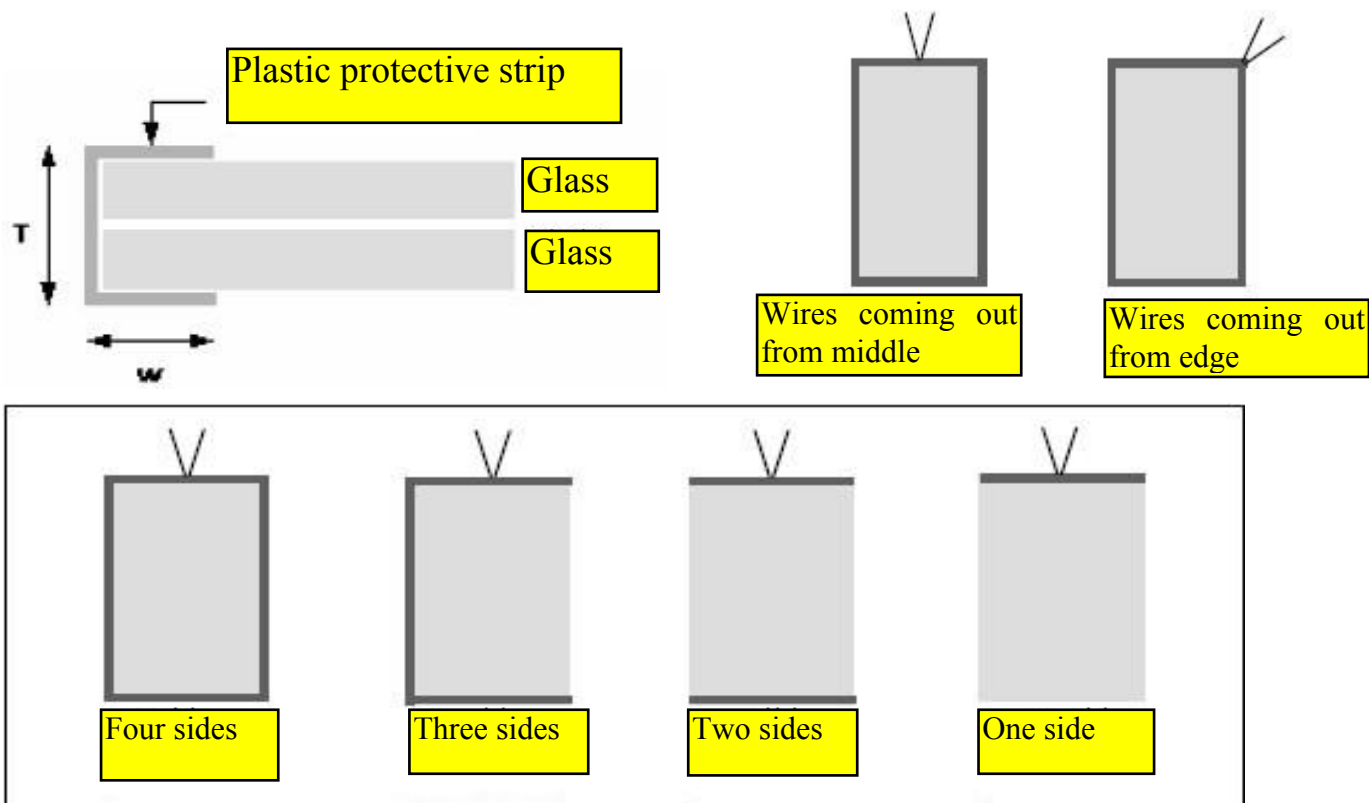 Plastic protective strip
Glass
Glass
T
w
Wires coming out
from middle
Wires coming out
from edge
Four sides
Three sides
Two sides
One side